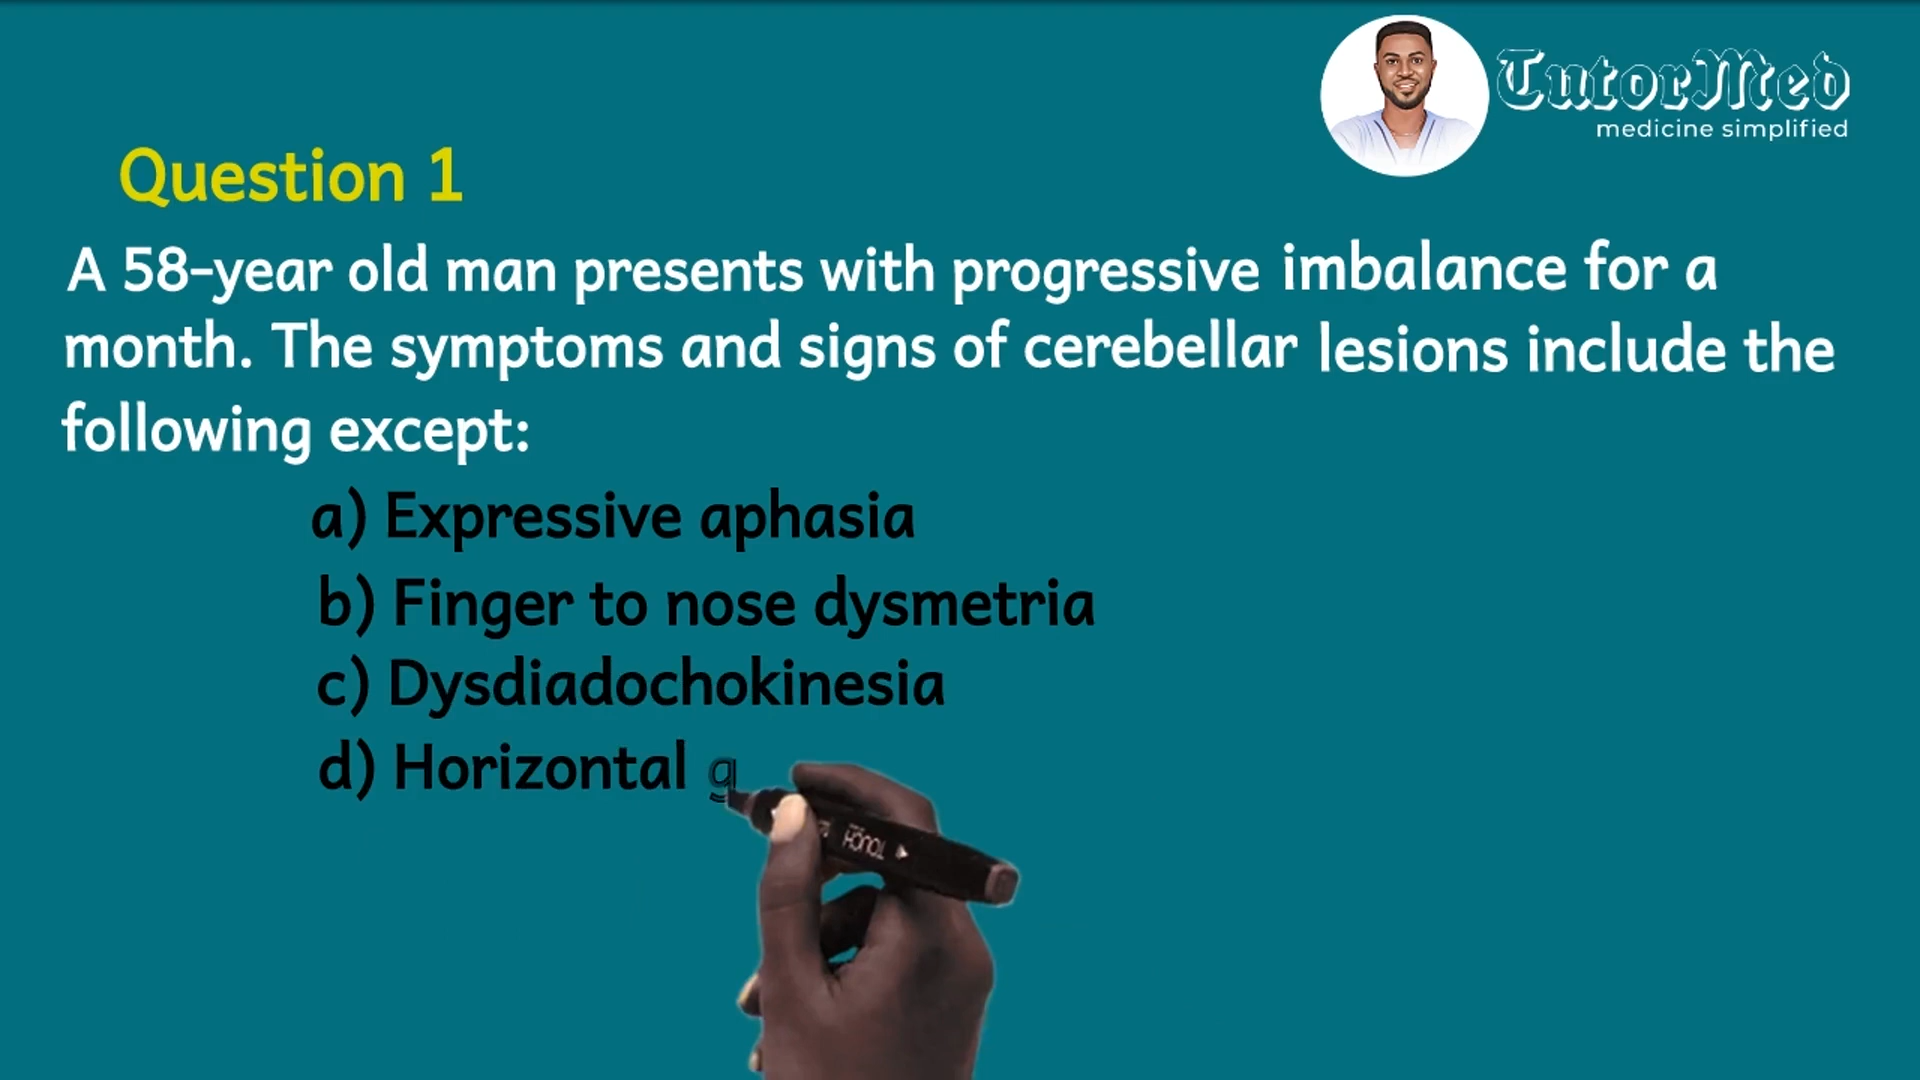 TutorMed
medicine simplified
Question 1
A 58-year old man presents with progressive imbalance for a
month. The symptoms and signs of cerebellar lesions include the
following except:
a) Expressive aphasia
b) Finger to nose dysmetria
c) Dysdiadochokinesia
d) Horizontal g
TOUCH